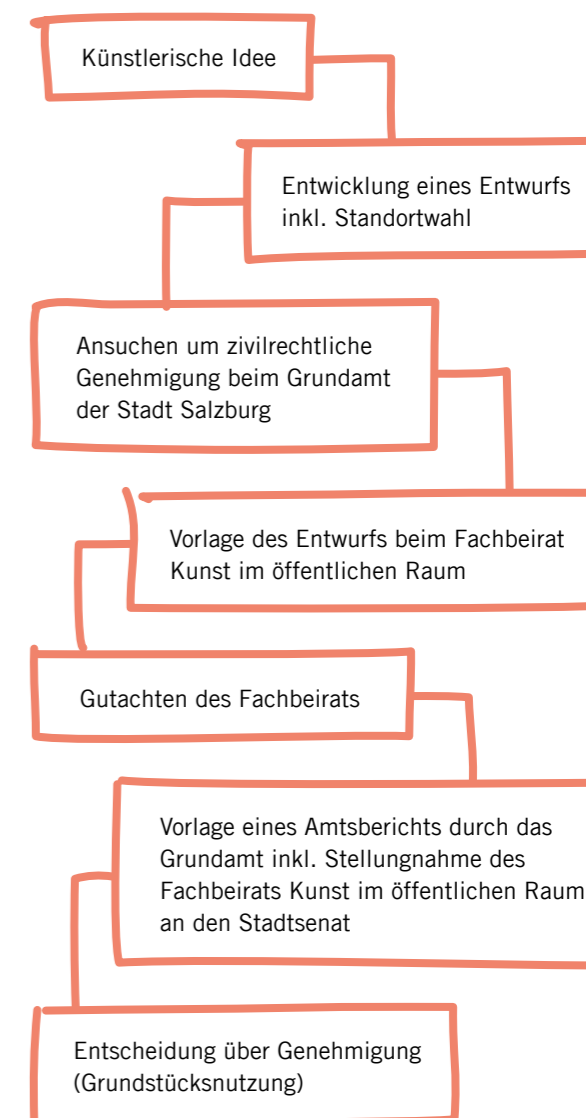 Künstlerische Idee
Entwicklung eines Entwurfs
inkl. Standortwahl
Ansuchen um zivilrechtliche
Genehmigung beim Grundamt
der Stadt Salzburg
Vorlage des Entwurfs beim Fachbeirat
Kunst im öffentlichen Raum
Gutachten des Fachbeirats
Vorlage eines Amtsberichts durch das
Grundamt inkl. Stellungnahme des
Fachbeirats Kunst im öffentlichen Raum
an den Stadtsenat
Entscheidung über Genehmigung
(Grundstücksnutzung)